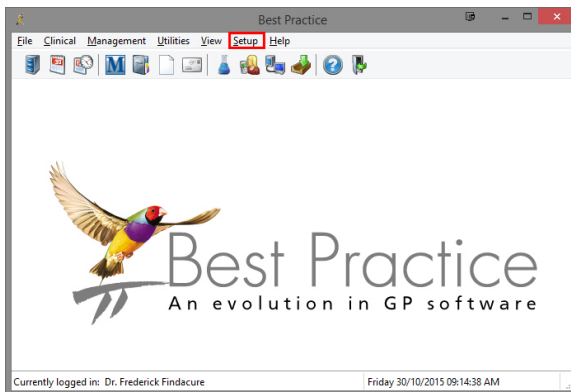 Best Practice
File Clinical Management Utilities View Setup Help
Best Practice
An evolution in GP software
Currently logged in: Dr. Frederick Findacure Friday 30/10/2015 09:14:38 AM